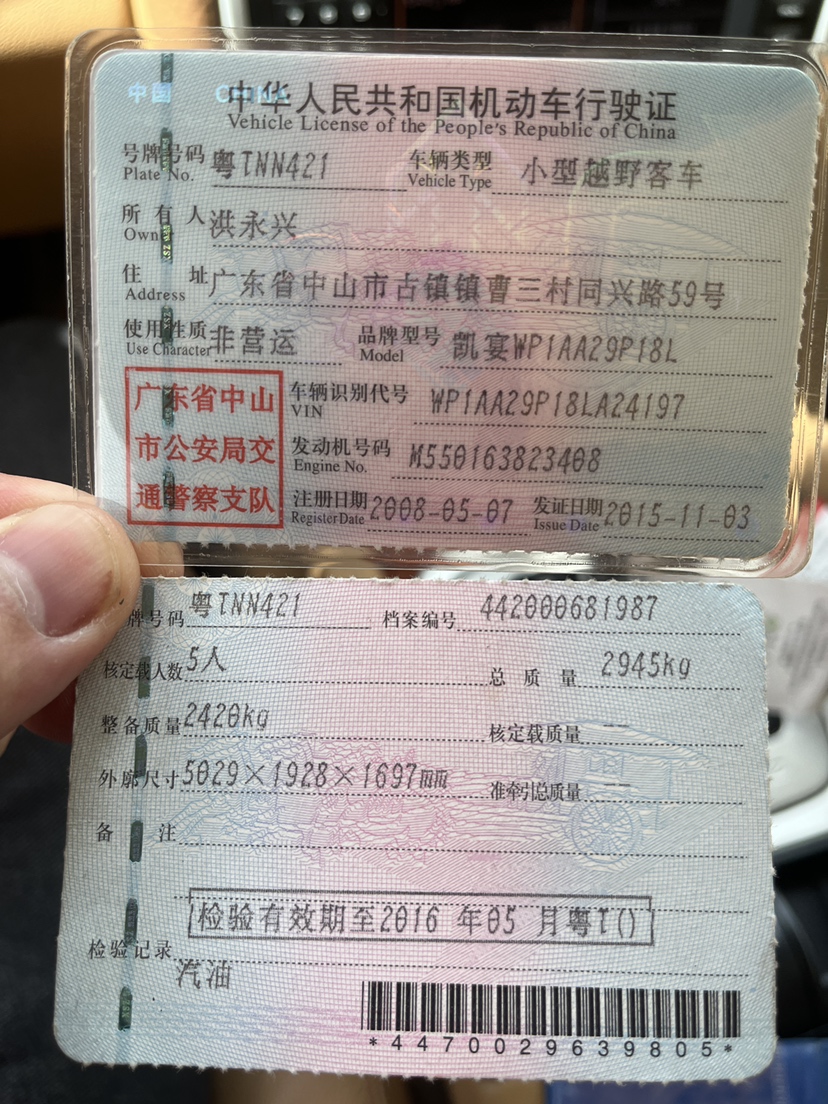 中国 CHINA
中华人民共和国机动车行驶证
Vehicle License of the People's Republic of China
号牌号码 粤TNN421 车辆类型 小型越野客车
Plate No. Vehicle Type
所有人 洪永兴
Owner
住址 广东省中山市古镇镇曹三村同兴路59号
Address
使用性质 非营运 品牌型号 凯宴WP1AA29P18L
Use Character Model
广东省中山
市公安局交
通警察支队
车辆识别代号 WP1AA29P18LA24197
VIN
发动机号码 M550163823408
Engine No.
注册日期 2008-05-07 发证日期 2015-11-03
Register Date Issue Date
牌号码 粤TNN421 档案编号 442000681987
核定载人数 5人 总质量 2945kg
整备质量 2420kg 核定载质量 --
外廓尺寸 5029×1928×1697mm 准牵引总质量 --
备注
检验有效期至2016 年05 月粤T()
检验记录
汽油
*4470029639805*